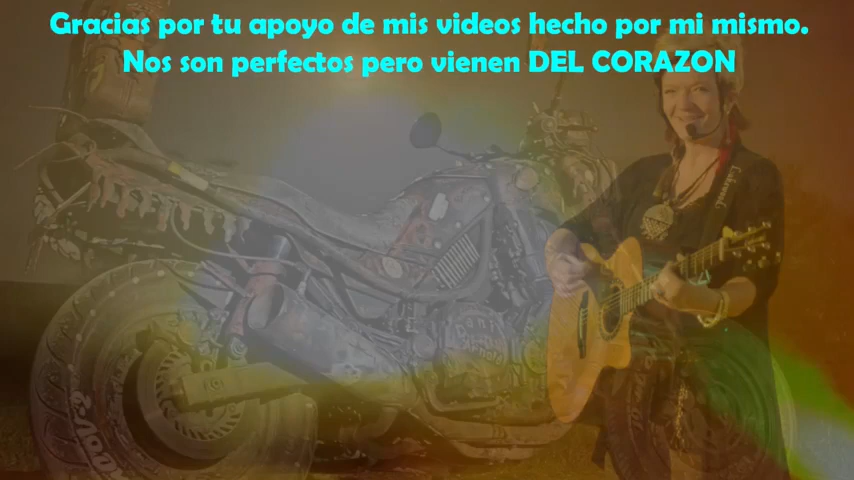 Gracias por tu apoyo de mis videos hecho por mi mismo.
Nos son perfectos pero vienen DEL CORAZON